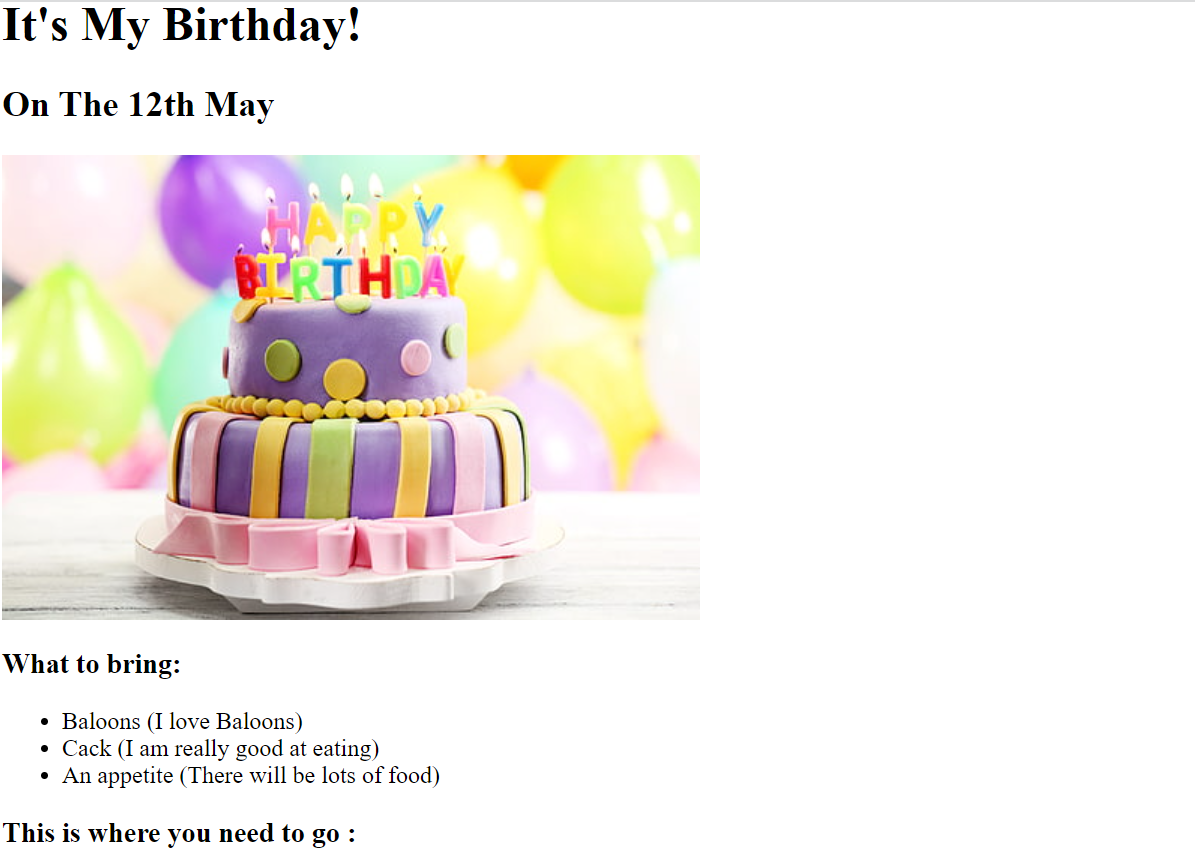 It's My Birthday!
On The 12th May
HAPPY
BIRTHDAY
What to bring:
Baloons (I love Baloons)
Cack (I am really good at eating)
An appetite (There will be lots of food)
This is where you need to go :